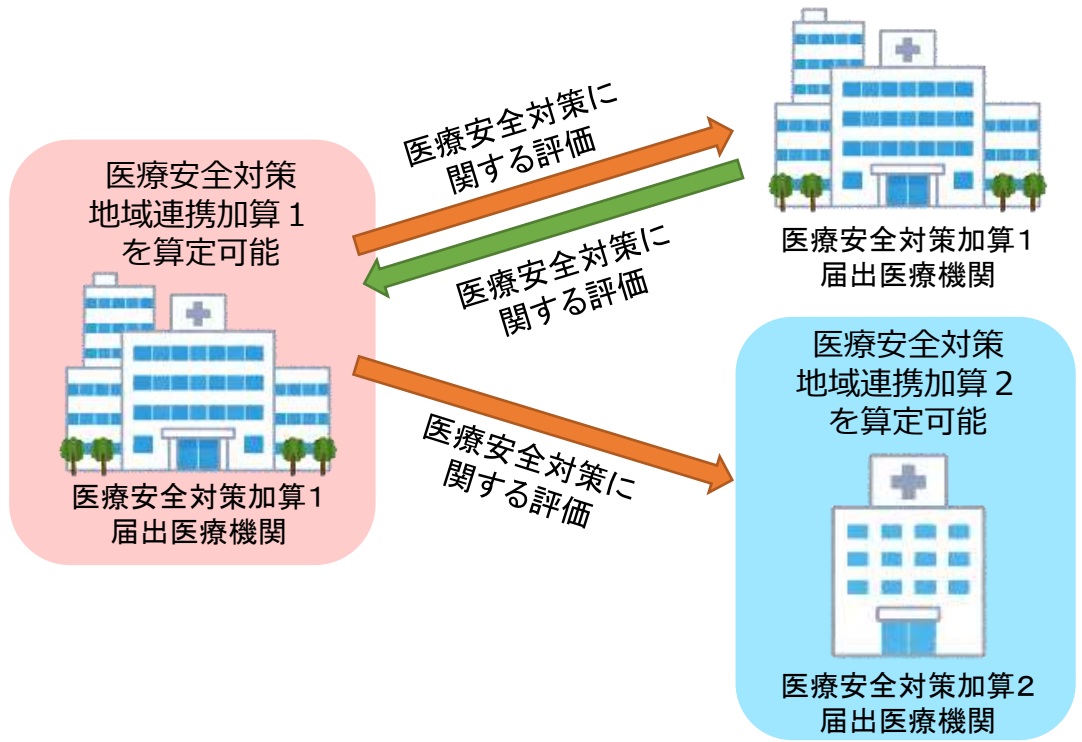 医療安全対策
地域連携加算１
を算定可能
医療安全対策加算1
届出医療機関
医療安全対策に
関する評価
医療安全対策に
関する評価
医療安全対策に
関する評価
医療安全対策加算1
届出医療機関
医療安全対策
地域連携加算２
を算定可能
医療安全対策加算2
届出医療機関